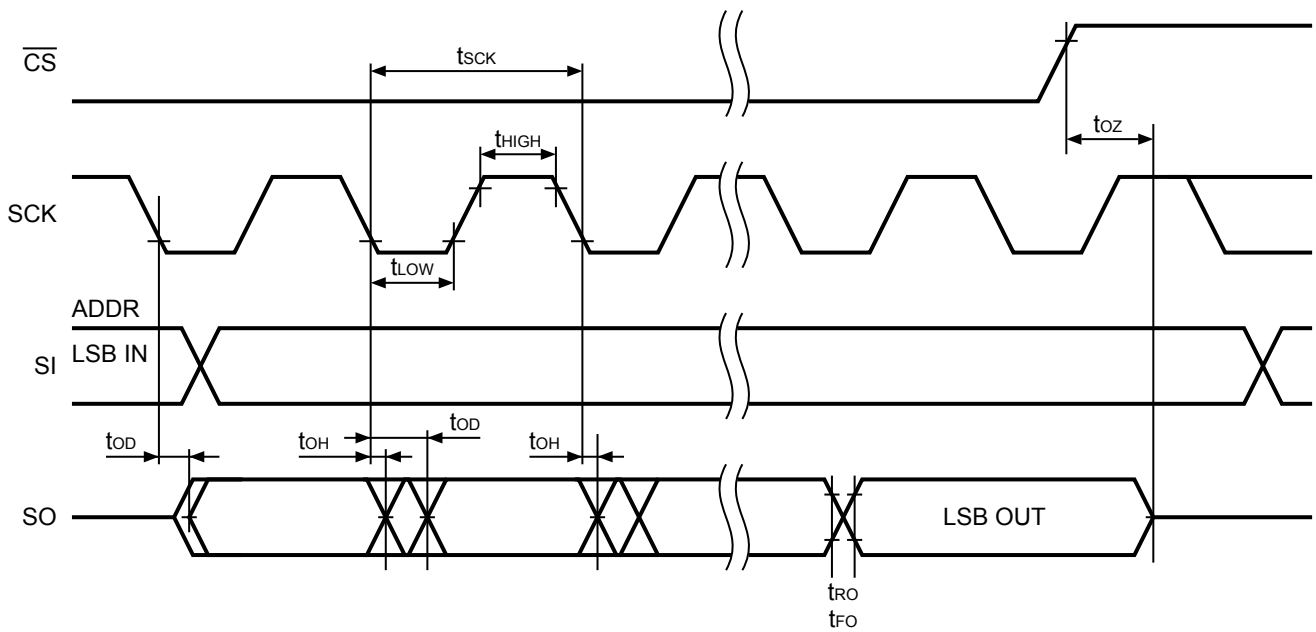 CS
tSCK
tHIGH
tOZ
SCK
tLOW
ADDR
LSB IN
SI
tOD
tOH
tOD
tOH
SO
LSB OUT
tRO
tFO